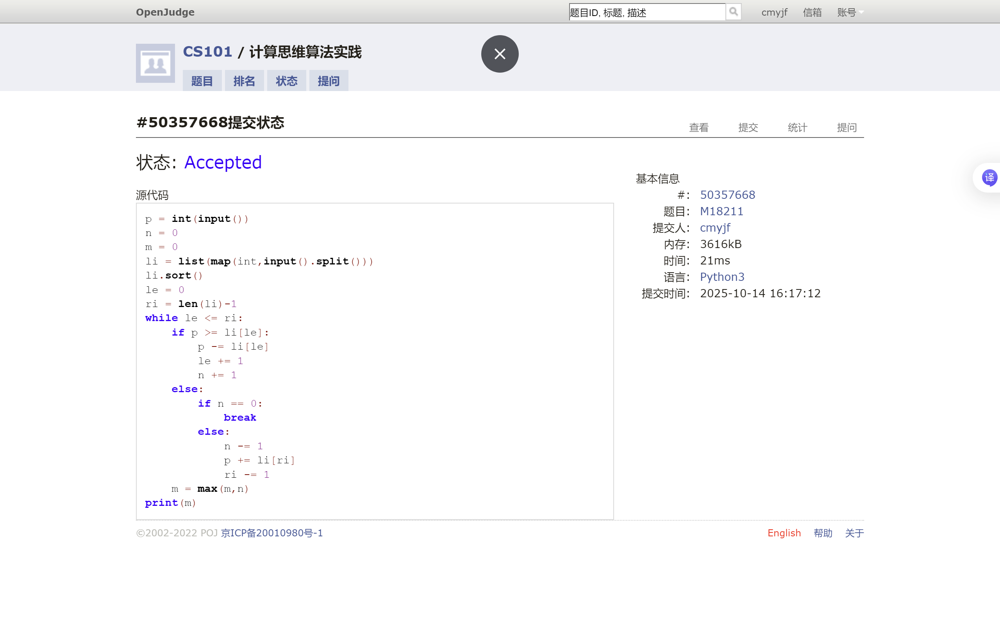 OpenJudge
题目ID, 标题, 描述
cmyjf 信箱 账号
CS101 / 计算思维算法实践
题目 排名 状态 提问
#50357668提交状态
查看 提交 统计 提问
状态: Accepted
源代码
p = int(input())
n = 0
m = 0
li = list(map(int,input().split()))
li.sort()
le = 0
ri = len(li)-1
while le <= ri:
    if p >= li[le]:
        p -= li[le]
        le += 1
        n += 1
    else:
        if n == 0:
            break
        else:
            n -= 1
            p += li[ri]
            ri -= 1
    m = max(m,n)
print(m)
基本信息
#: 50357668
题目: M18211
提交人: cmyjf
内存: 3616kB
时间: 21ms
语言: Python3
提交时间: 2025-10-14 16:17:12
译
©2002-2022 POJ 京ICP备20010980号-1
English 帮助 关于